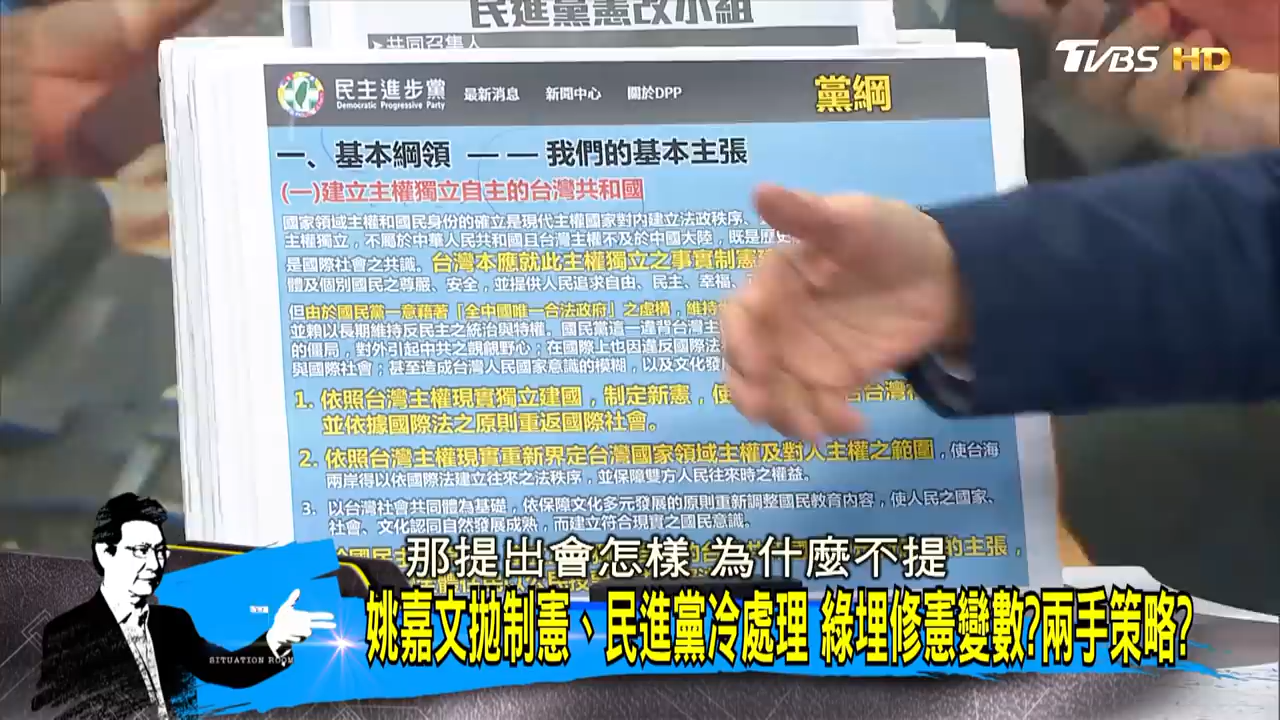 民進黨憲改小組
共同召集人
TVBS HD
民主進步黨
Democratic Progressive Party
最新消息 新聞中心 關於DPP
黨綱
一、基本綱領 —— 我們的基本主張
(一)建立主權獨立自主的台灣共和國
國家領域主權和國民身份的確立是現代主權國家對內建立法政秩序、
主權獨立,不屬於中華人民共和國且台灣主權不及於中國大陸,既是歷史
是國際社會之共識。台灣本應就此主權獨立之事實制憲
體及個別國民之尊嚴、安全,並提供人民追求自由、民主、幸福、
但由於國民黨一意藉著「全中國唯一合法政府」之虛構,維持
並賴以長期維持反民主之統治與特權。國民黨這一違背台灣主
的僵局,對外引起中共之覬覦野心;在國際上也因違反國際法
與國際社會;甚至造成台灣人民國家意識的模糊,以及文化發
1. 依照台灣主權現實獨立建國,制定新憲,使 台灣
並依據國際法之原則重返國際社會。
2. 依照台灣主權現實重新界定台灣國家領域主權及對人主權之範圍,使台海
兩岸得以依國際法建立往來之法秩序,並保障雙方人民往來時之權益。
3. 以台灣社會共同體為基礎,依保障文化多元發展的原則重新調整國民教育內容,使人民之國家、
社會、文化認同自然發展成熟,而建立符合現實之國民意識。
國民主 的主張,
那提出會怎樣 為什麼不提
姚嘉文拋制憲、民進黨冷處理 綠埋修憲變數?兩手策略?
SITUATION ROOM